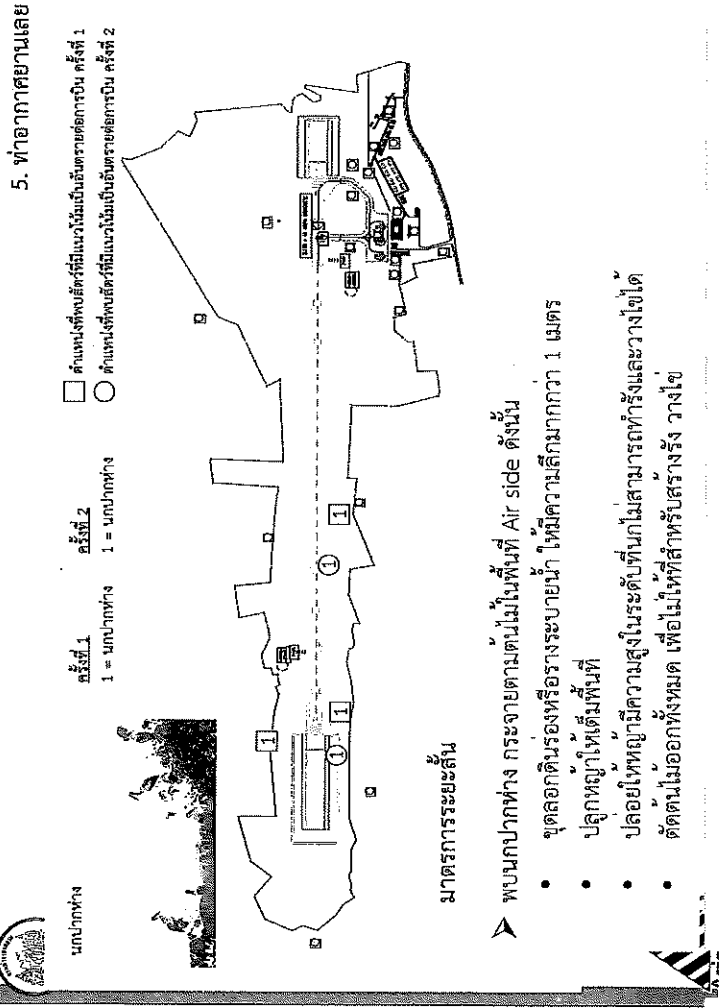 5. ท่าอากาศยานเลย
นกปากห่าง
ครั้งที่ 1
1 = นกปากห่าง
ครั้งที่ 2
1 = นกปากห่าง
ตำแหน่งที่พบสัตว์ที่มีแนวโน้มเป็นอันตรายต่อการบิน ครั้งที่ 1
ตำแหน่งที่พบสัตว์ที่มีแนวโน้มเป็นอันตรายต่อการบิน ครั้งที่ 2
1
1
1
1
1
มาตรการระยะสั้น
➢ พบนกปากห่าง กระจายตามต้นไม้ในพื้นที่ Air side ดังนั้น
• ขุดลอกดินร่องหรือรางระบายน้ำ ให้มีความลึกมากกว่า 1 เมตร
• ปลูกหญ้าให้เต็มพื้นที่
• ปล่อยให้หญ้ามีความสูงในระดับที่นกไม่สามารถทำรังและวางไข่ได้
• ตัดต้นไม้ออกทั้งหมด เพื่อไม่ให้ที่สำหรับสร้างรัง วางไข่